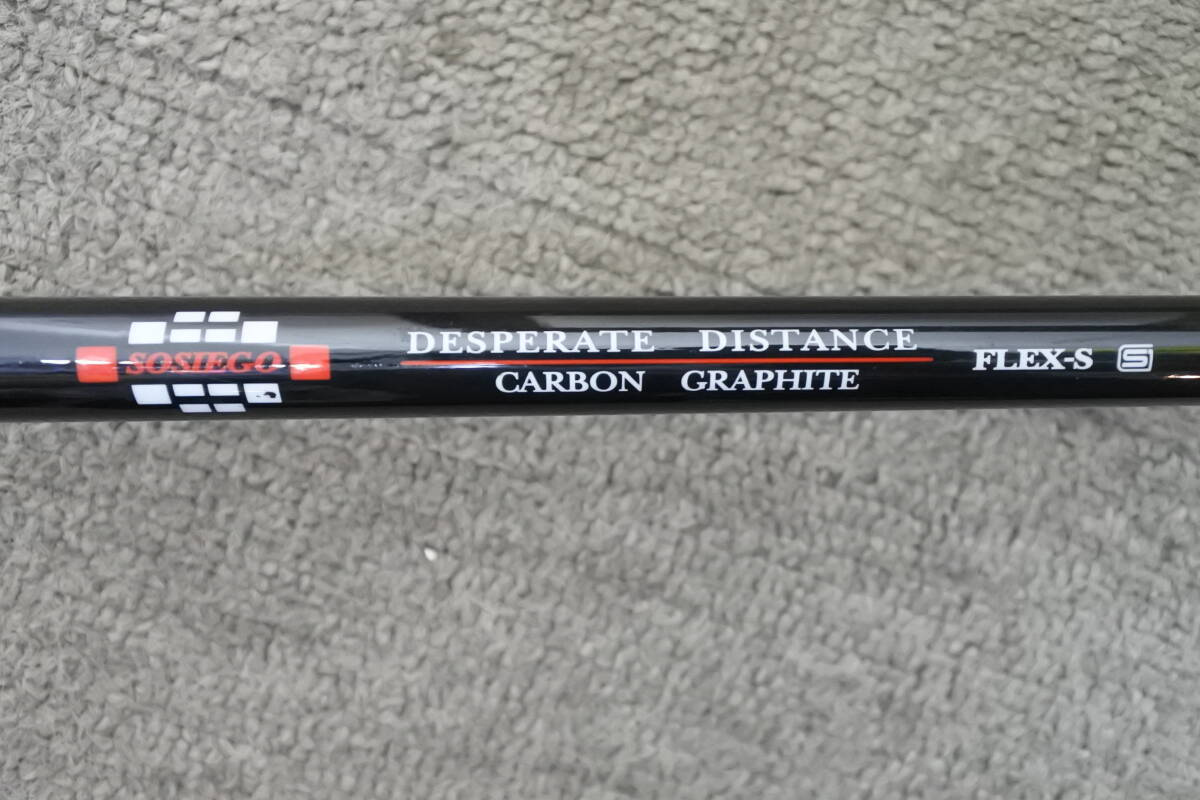 SOSIEGO
DESPERATE DISTANCE
CARBON GRAPHITE
FLEX-S S